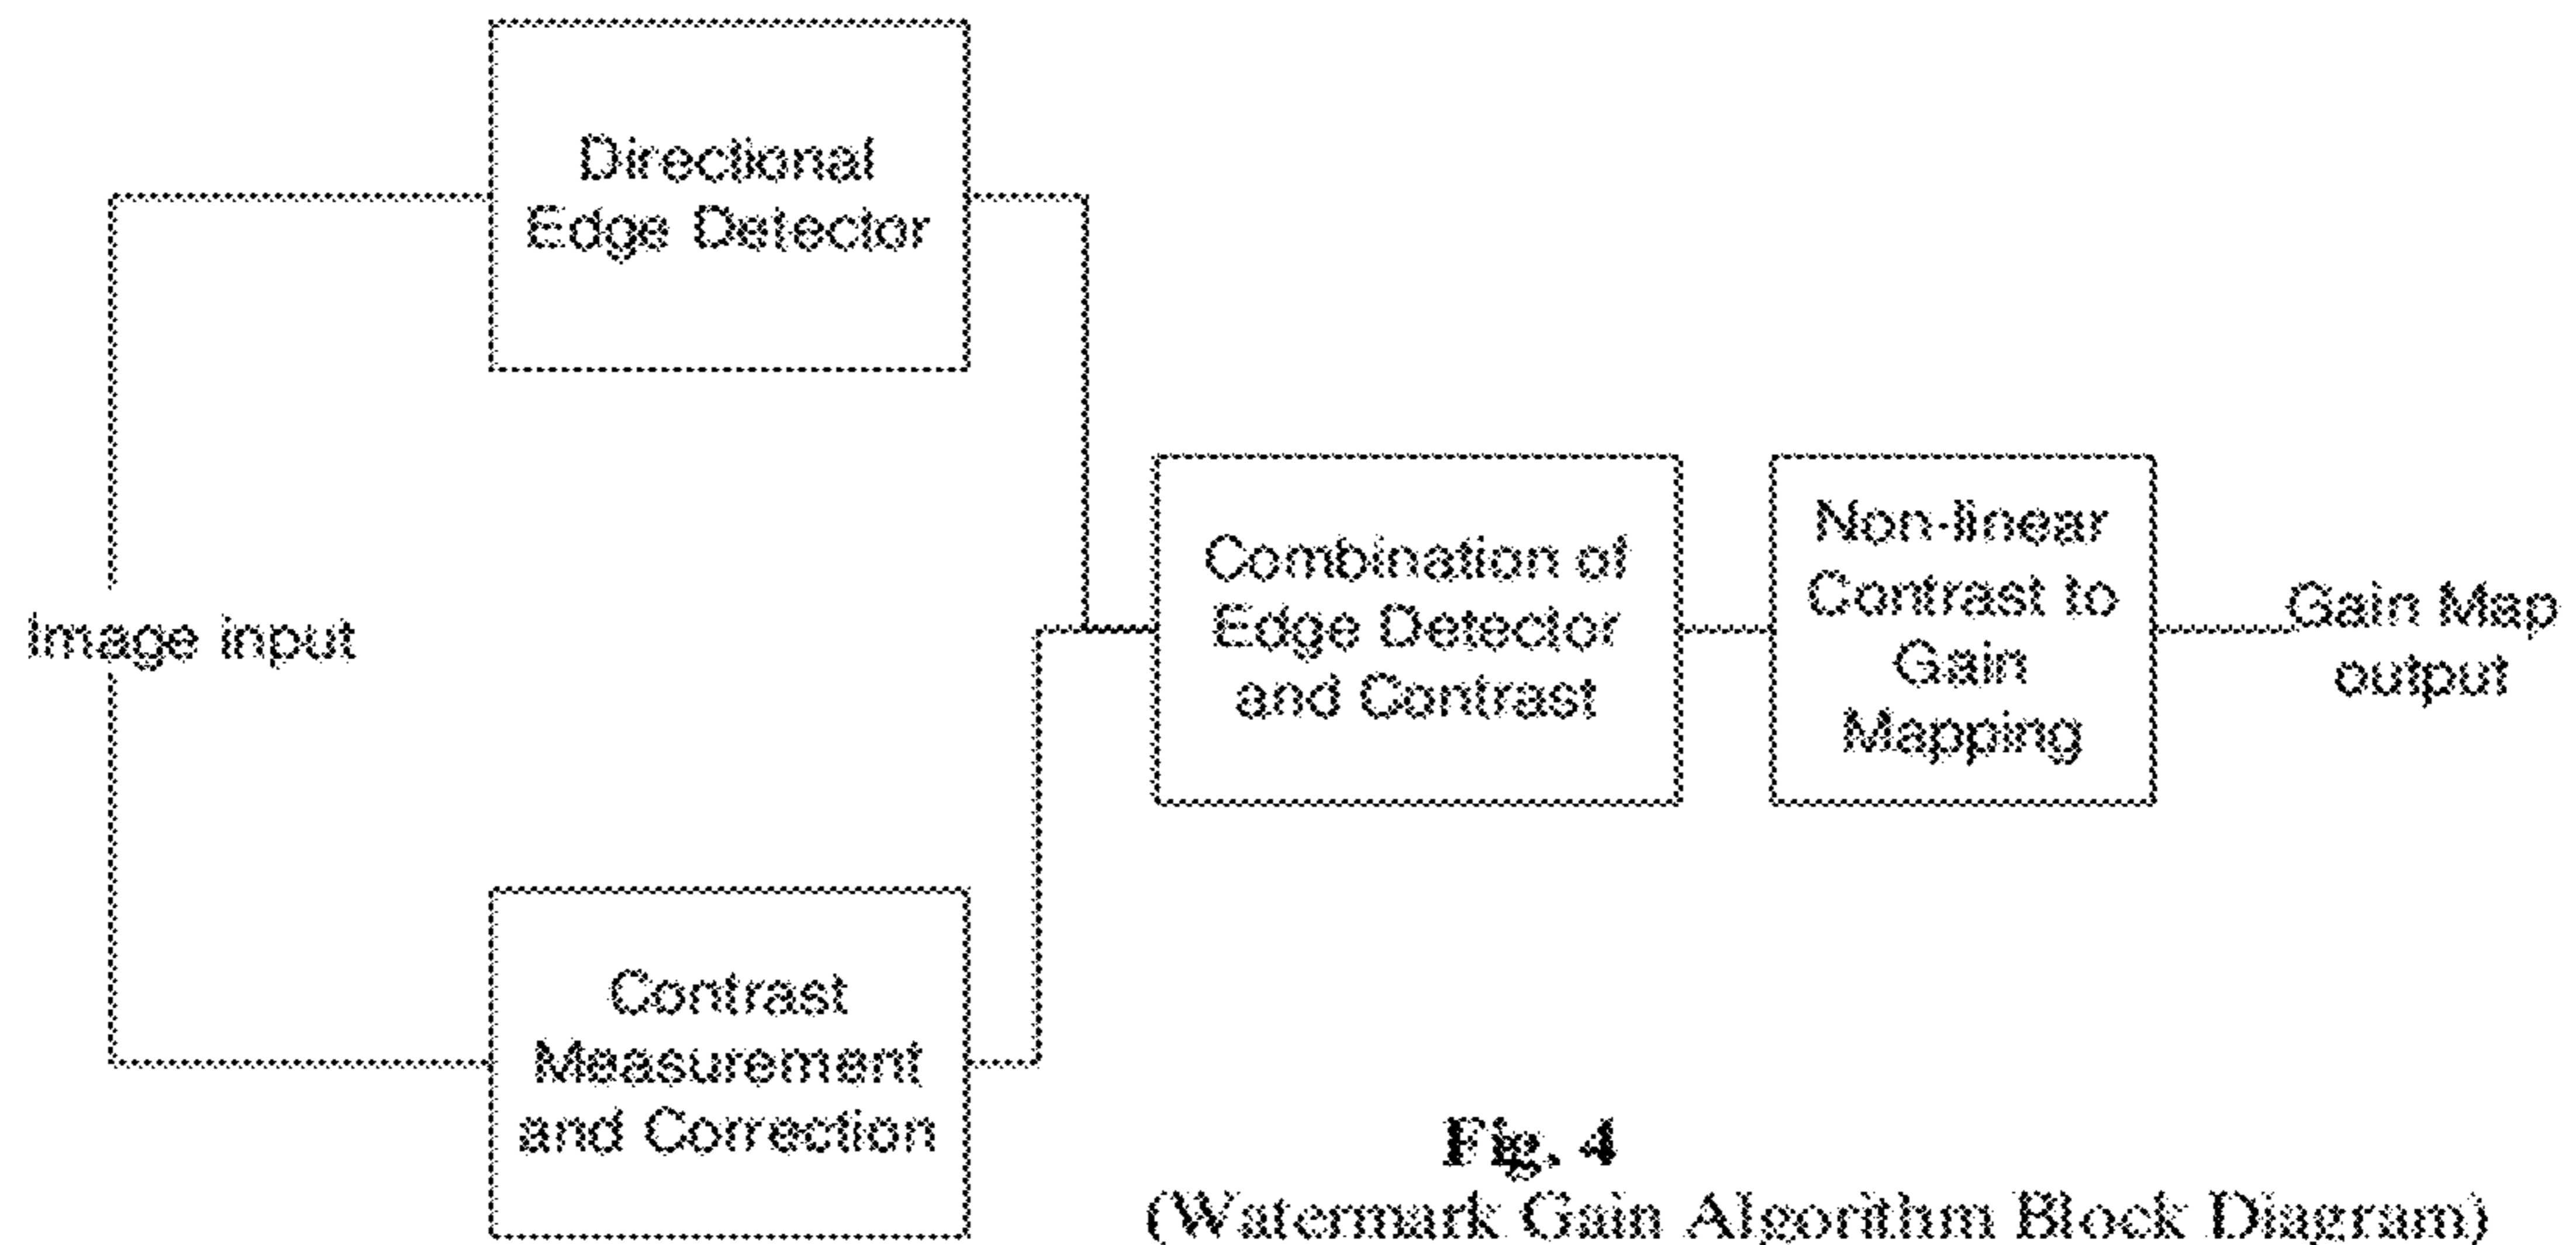 Directional
Edge Detector
Image input
Combination of
Edge Detector
and Contrast
Non-linear
Contrast to
Gain
Mapping
Gain Map
output
Contrast
Measurement
and Correction
Fig. 4
(Watermark Gain Algorithm Block Diagram)